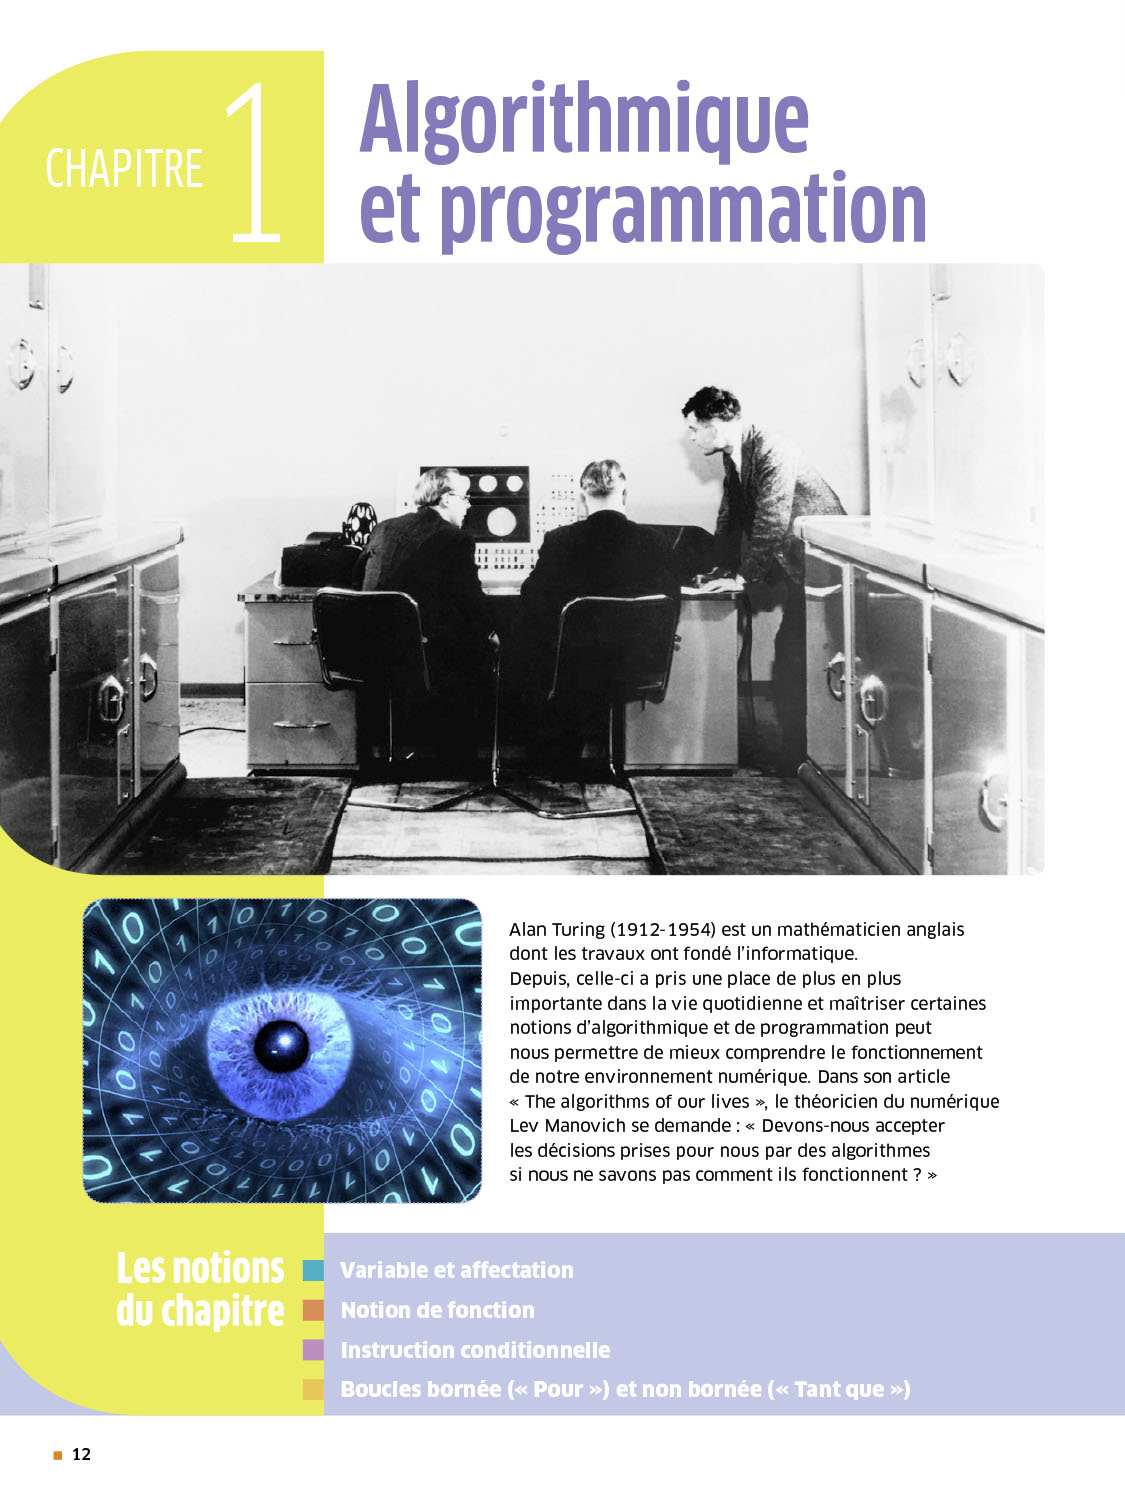 CHAPITRE 1
Algorithmique
et programmation
Alan Turing (1912-1954) est un mathématicien anglais
dont les travaux ont fondé l'informatique.
Depuis, celle-ci a pris une place de plus en plus
importante dans la vie quotidienne et maîtriser certaines
notions d'algorithmique et de programmation peut
nous permettre de mieux comprendre le fonctionnement
de notre environnement numérique. Dans son article
« The algorithms of our lives », le théoricien du numérique
Lev Manovich se demande : « Devons-nous accepter
les décisions prises pour nous par des algorithmes
si nous ne savons pas comment ils fonctionnent ? »
Les notions
du chapitre
Variable et affectation
Notion de fonction
Instruction conditionnelle
Boucles bornée (« Pour ») et non bornée (« Tant que »)
12